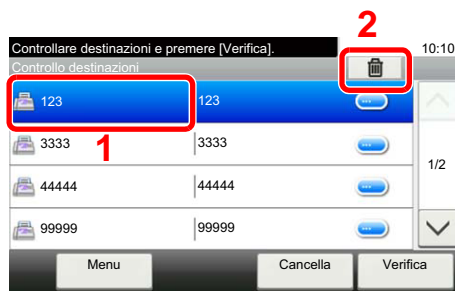 2
Controllare destinazioni e premere [Verifica]. 10:10
Controllo destinazioni
123 123
3333 3333
1
1/2
44444 44444
99999 99999
Menu Cancella Verifica